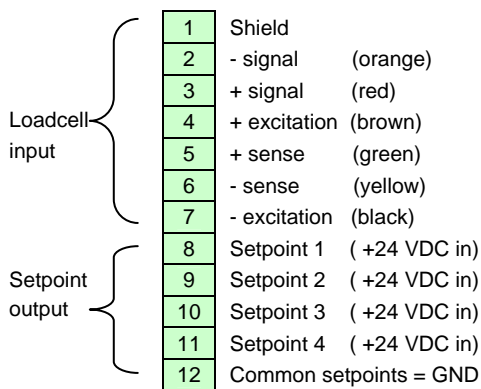 1 Shield
2 - signal (orange)
3 + signal (red)
Loadcell input
4 + excitation (brown)
5 + sense (green)
6 - sense (yellow)
7 - excitation (black)
8 Setpoint 1 ( +24 VDC in)
Setpoint output
9 Setpoint 2 ( +24 VDC in)
10 Setpoint 3 ( +24 VDC in)
11 Setpoint 4 ( +24 VDC in)
12 Common setpoints = GND